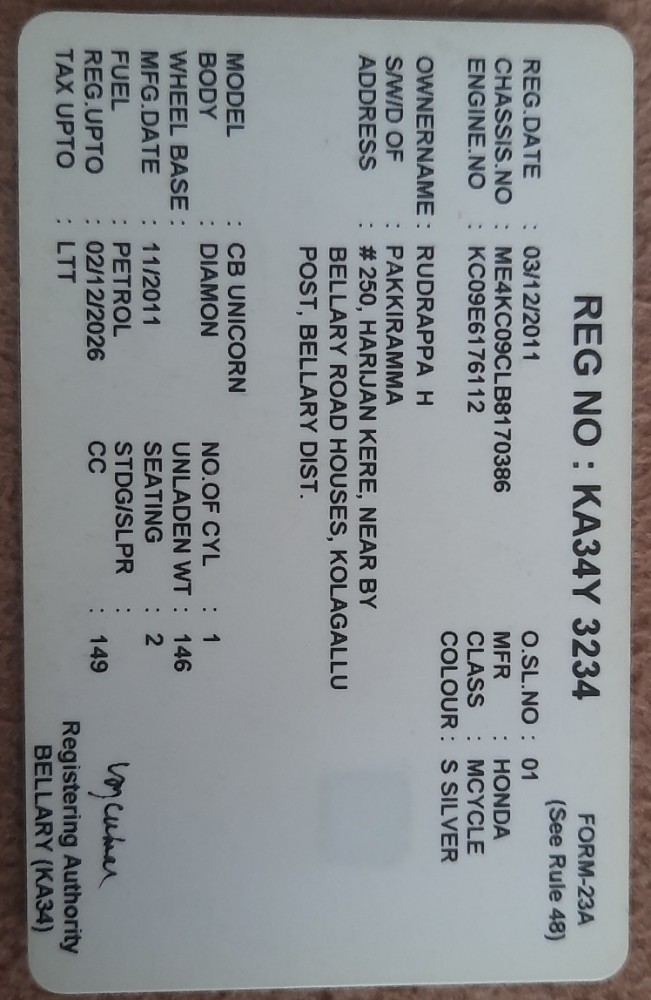 FORM-23A
REG NO : KA34Y 3234 (See Rule 48)
REG.DATE : 03/12/2011 O.SL.NO : 01
CHASSIS.NO : ME4KC09CLB8170386 MFR : HONDA
ENGINE.NO : KC09E6176112 CLASS : MCYCLE
COLOUR : S SILVER
OWNERNAME : RUDRAPPA H
S/W/D OF : PAKKIRAMMA
ADDRESS : # 250, HARIJAN KERE, NEAR BY
BELLARY ROAD HOUSES, KOLAGALLU
POST, BELLARY DIST.
MODEL : CB UNICORN
BODY : DIAMON NO.OF CYL : 1
WHEEL BASE : UNLADEN WT : 146
MFG.DATE : 11/2011 SEATING : 2
FUEL : PETROL STDG/SLPR :
REG.UPTO : 02/12/2026 CC : 149
TAX UPTO : LTT
Registering Authority
BELLARY (KA34)